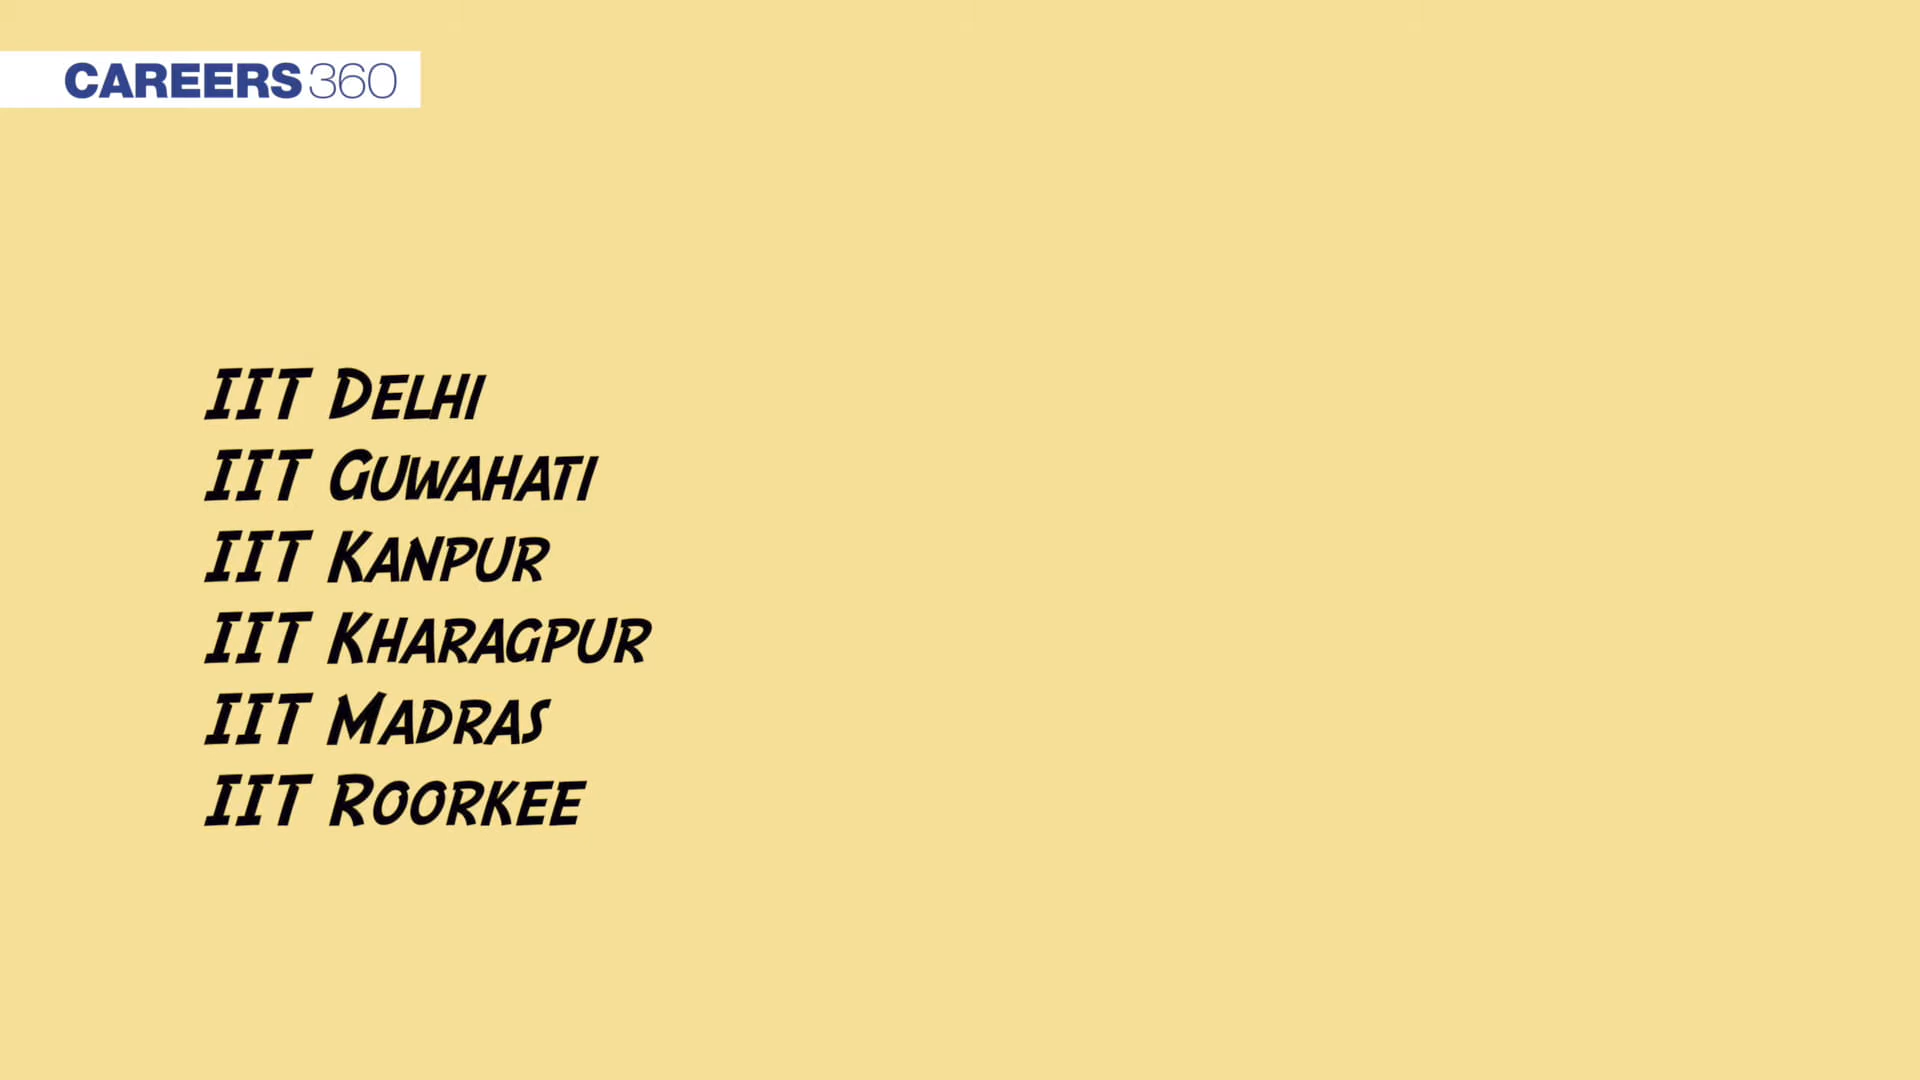 CAREERS360
IIT Delhi
IIT Guwahati
IIT Kanpur
IIT Kharagpur
IIT Madras
IIT Roorkee